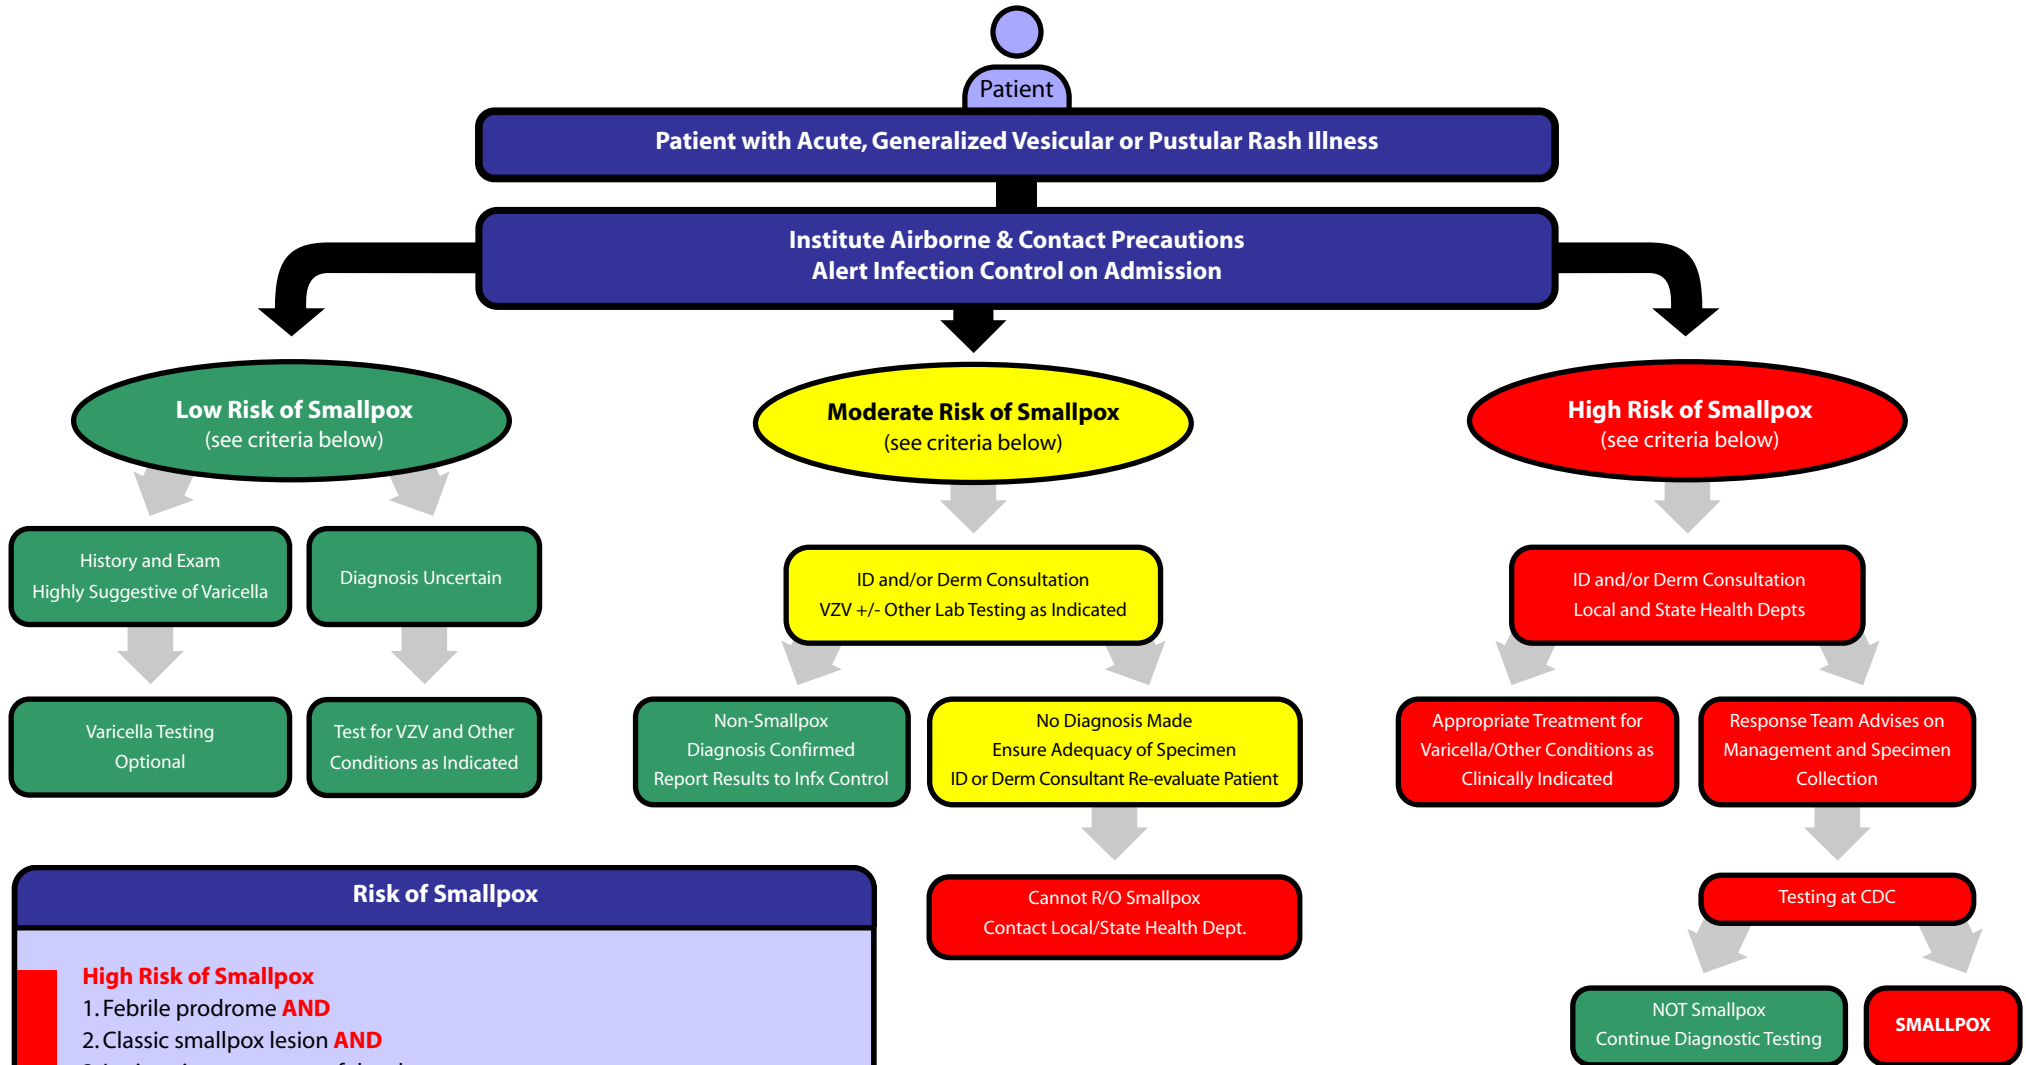 Patient
Patient with Acute, Generalized Vesicular or Pustular Rash Illness
Institute Airborne & Contact Precautions
Alert Infection Control on Admission
Low Risk of Smallpox
(see criteria below)
Moderate Risk of Smallpox
(see criteria below)
High Risk of Smallpox
(see criteria below)
History and Exam
Highly Suggestive of Varicella
Diagnosis Uncertain
ID and/or Derm Consultation
VZV +/- Other Lab Testing as Indicated
ID and/or Derm Consultation
Local and State Health Depts
Varicella Testing
Optional
Test for VZV and Other
Conditions as Indicated
Non-Smallpox
Diagnosis Confirmed
Report Results to Infx Control
No Diagnosis Made
Ensure Adequacy of Specimen
ID or Derm Consultant Re-evaluate Patient
Appropriate Treatment for
Varicella/Other Conditions as
Clinically Indicated
Response Team Advises on
Management and Specimen
Collection
Cannot R/O Smallpox
Contact Local/State Health Dept.
Testing at CDC
NOT Smallpox
Continue Diagnostic Testing
SMALLPOX
Risk of Smallpox
High Risk of Smallpox
1. Febrile prodrome AND
2. Classic smallpox lesion AND